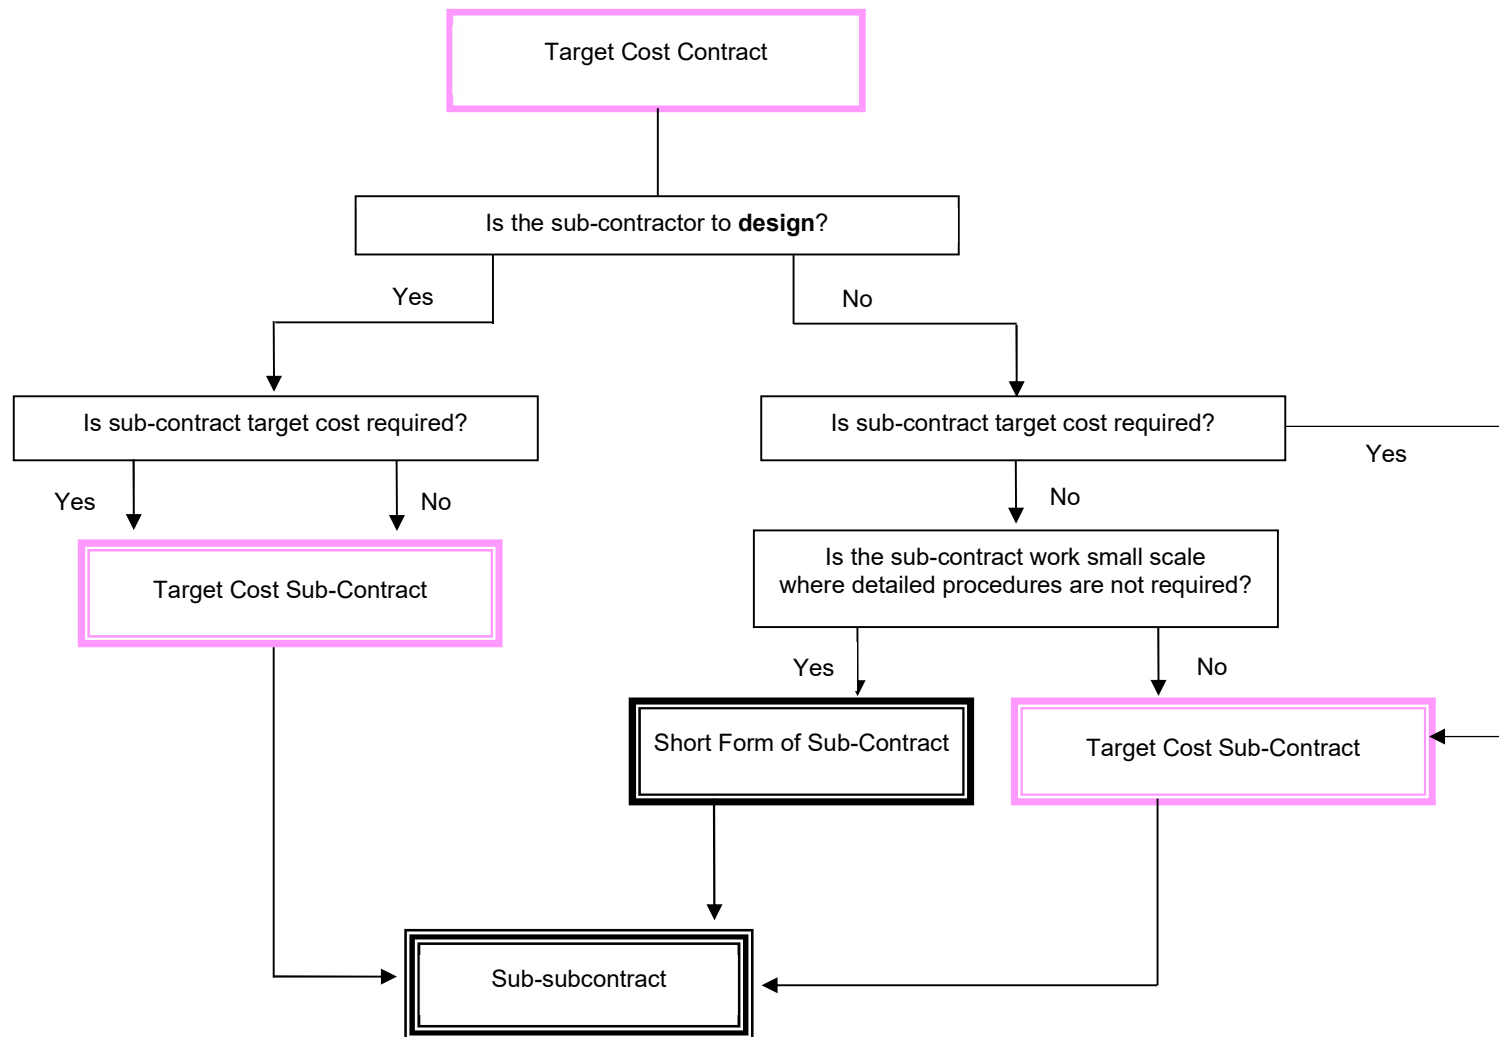 Target Cost Contract
Is the sub-contractor to design?
Yes
No
Is sub-contract target cost required?
Is sub-contract target cost required?
Yes
Yes
No
No
Is the sub-contract work small scale
where detailed procedures are not required?
Target Cost Sub-Contract
Yes
No
Short Form of Sub-Contract
Target Cost Sub-Contract
Sub-subcontract